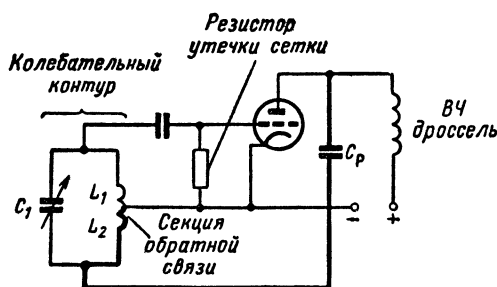 Резистор
утечки сетки
Колебательный
контур
ВЧ
дроссель
Cр
C1
L1
L2
Секция
обратной
связи
- +